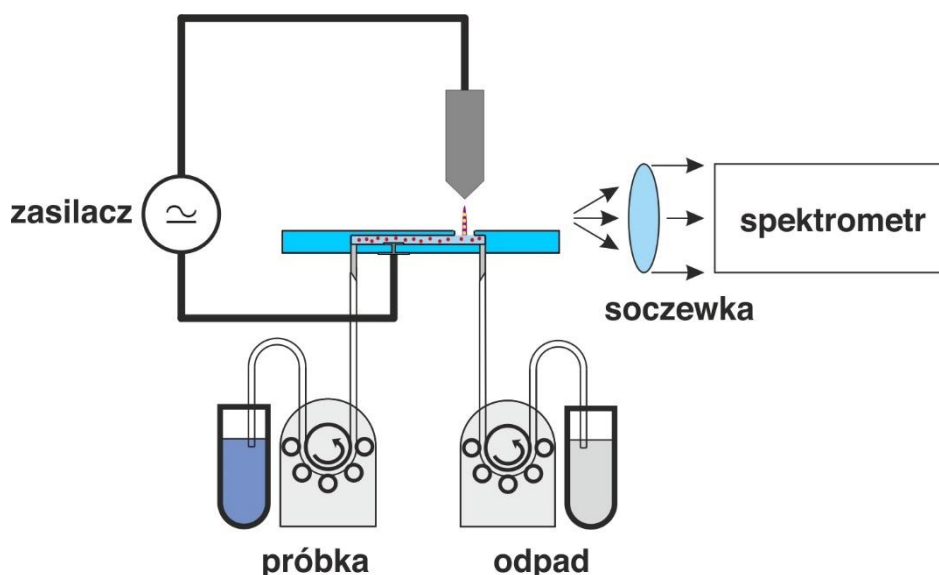 zasilacz
spektrometr
soczewka
próbka
odpad